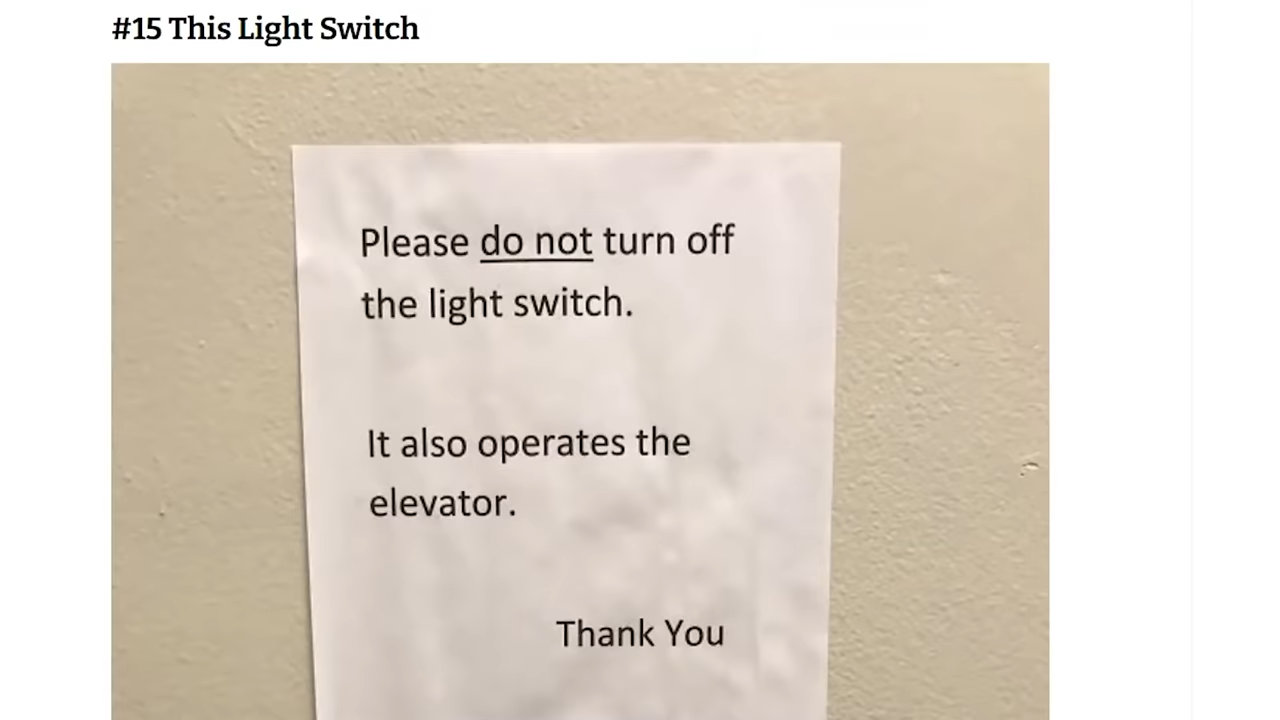 #15 This Light Switch
Please do not turn off
the light switch.
It also operates the
elevator.
Thank You